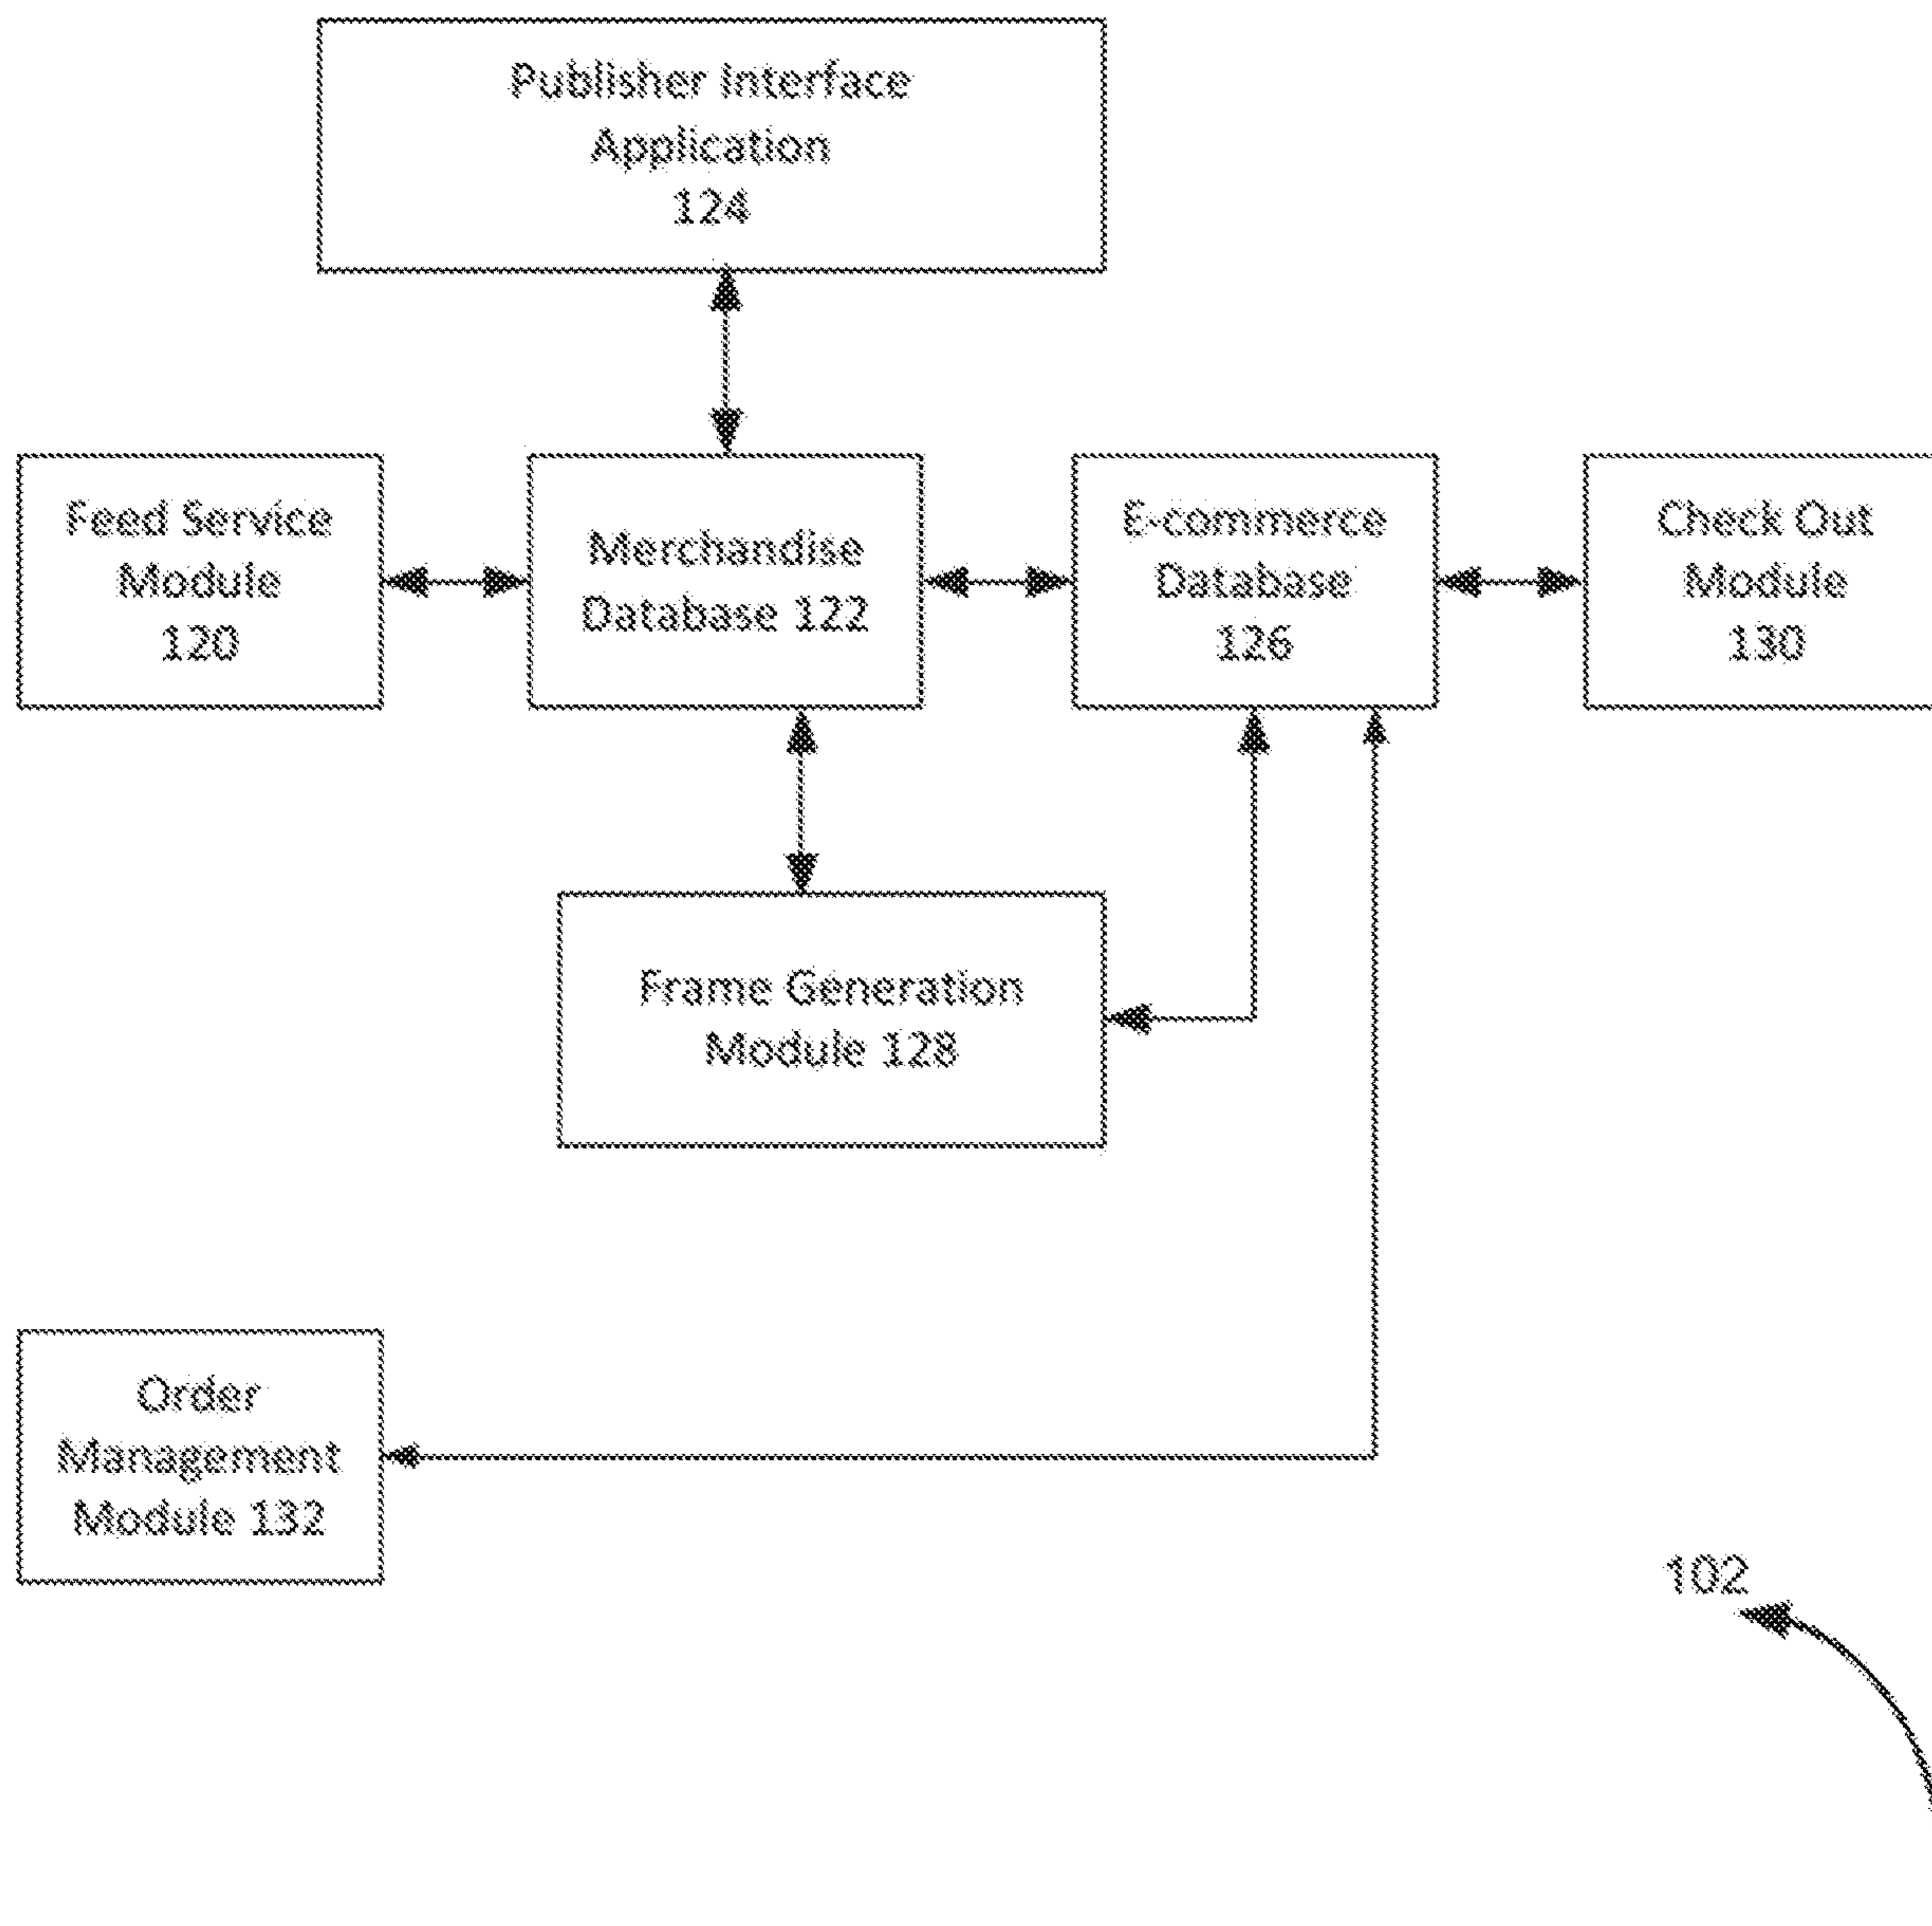 Publisher Interface
Application
124
Feed Service
Module
120
Merchandise
Database 122
E-commerce
Database
126
Check Out
Module
130
Frame Generation
Module 128
Order
Management
Module 132
102